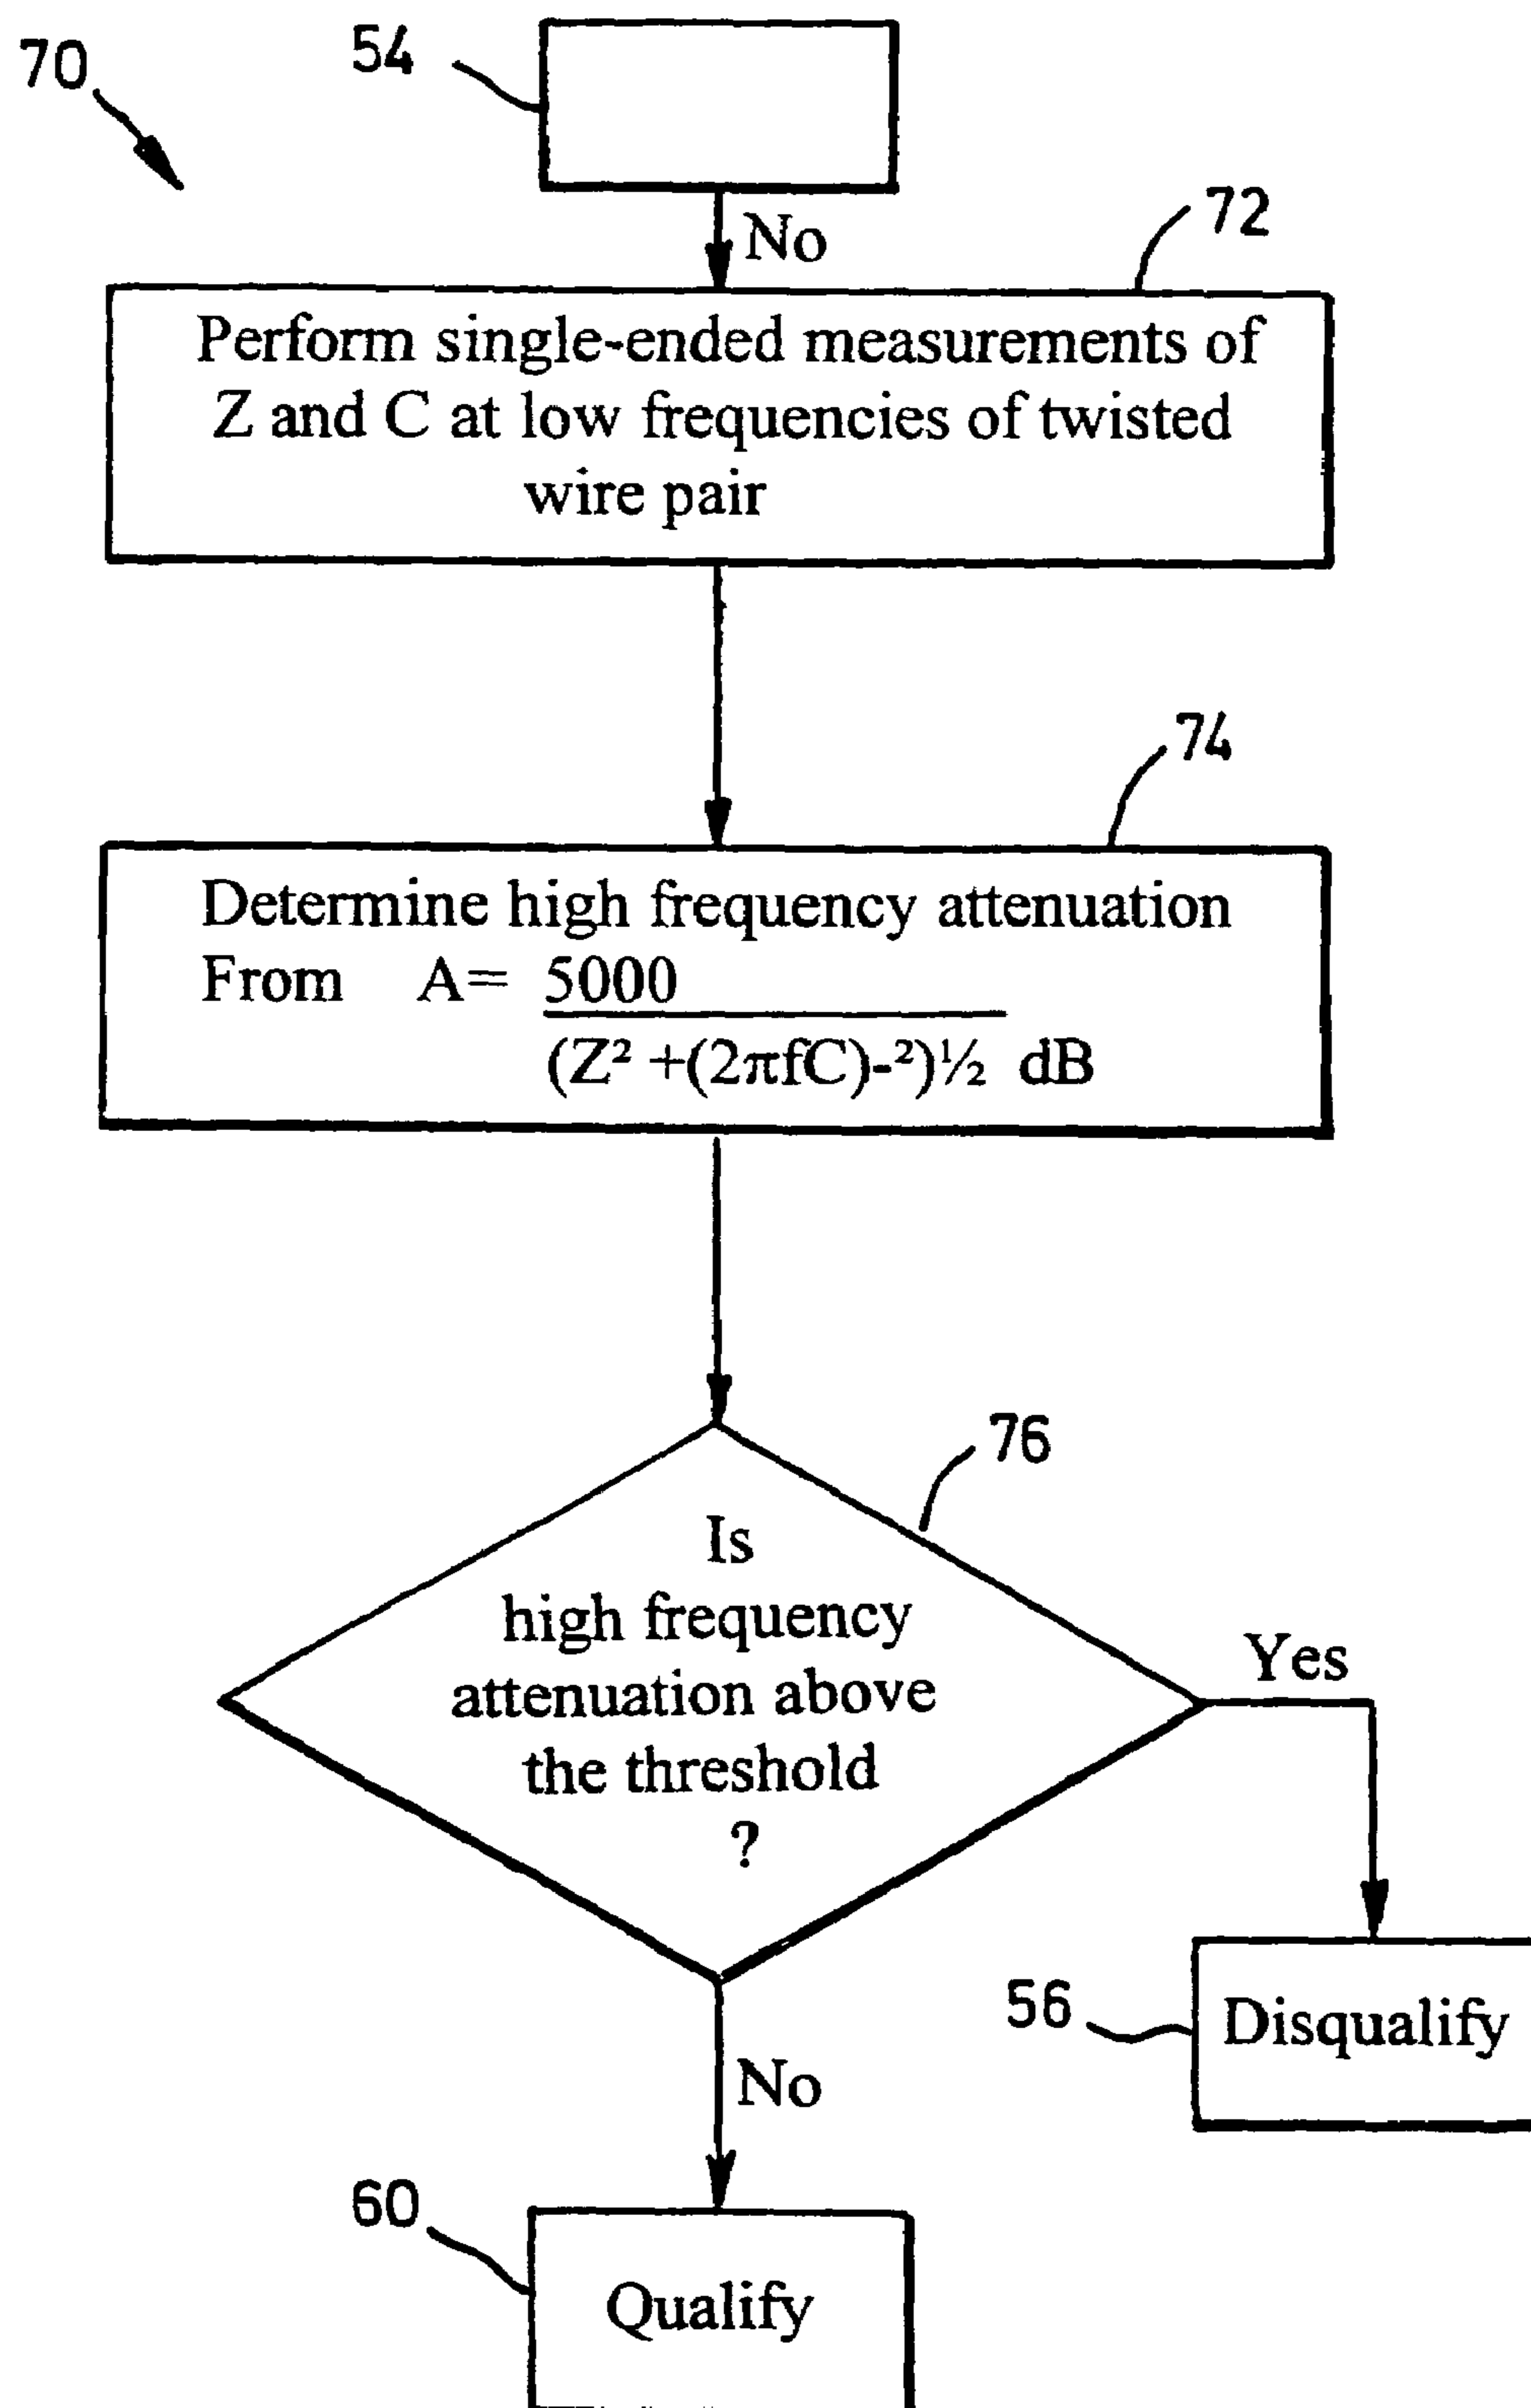 70
54
No
72
Perform single-ended measurements of
Z and C at low frequencies of twisted
wire pair
74
Determine high frequency attenuation
From A= 5000
(Z² +(2πfC)-²)½ dB
76
Is
high frequency
attenuation above
the threshold
?
Yes
56
Disqualify
No
60
Qualify